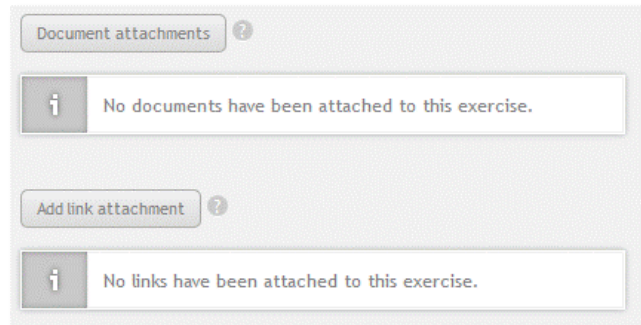 Document attachments ?
i No documents have been attached to this exercise.
Add link attachment ?
i No links have been attached to this exercise.